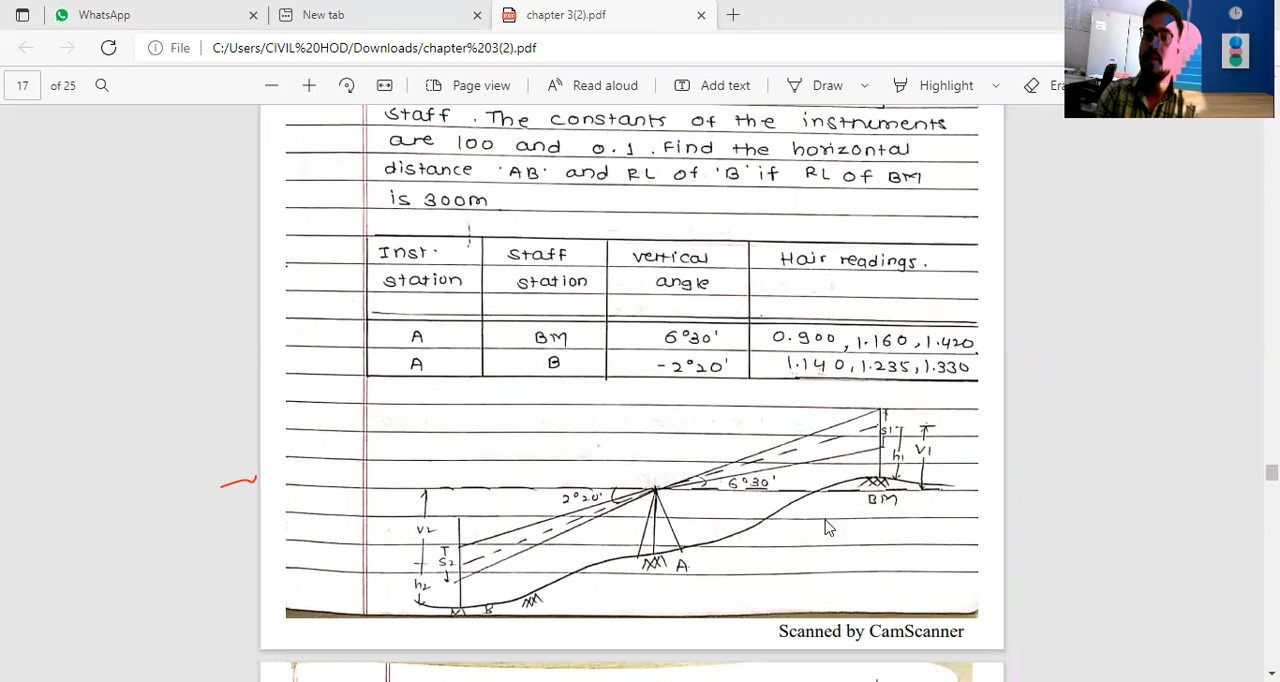 WhatsApp
New tab
chapter 3(2).pdf
File C:/Users/CIVIL%20HOD/Downloads/chapter%203(2).pdf
17 of 25
Page view
Read aloud
Add text
Draw
Highlight
staff. The constants of the instruments
are 100 and 0.1. Find the horizontal
distance 'AB' and RL of 'B' if RL of BM
is 300m
Inst. Staff vertical Hair readings.
station station angle
A BM 6°30' 0.900, 1.160, 1.420
A B -2°20' 1.140, 1.235, 1.330
S1
h1 V1
6°30'
2°20'
BM
V2
S2
A
h2
B
Scanned by CamScanner